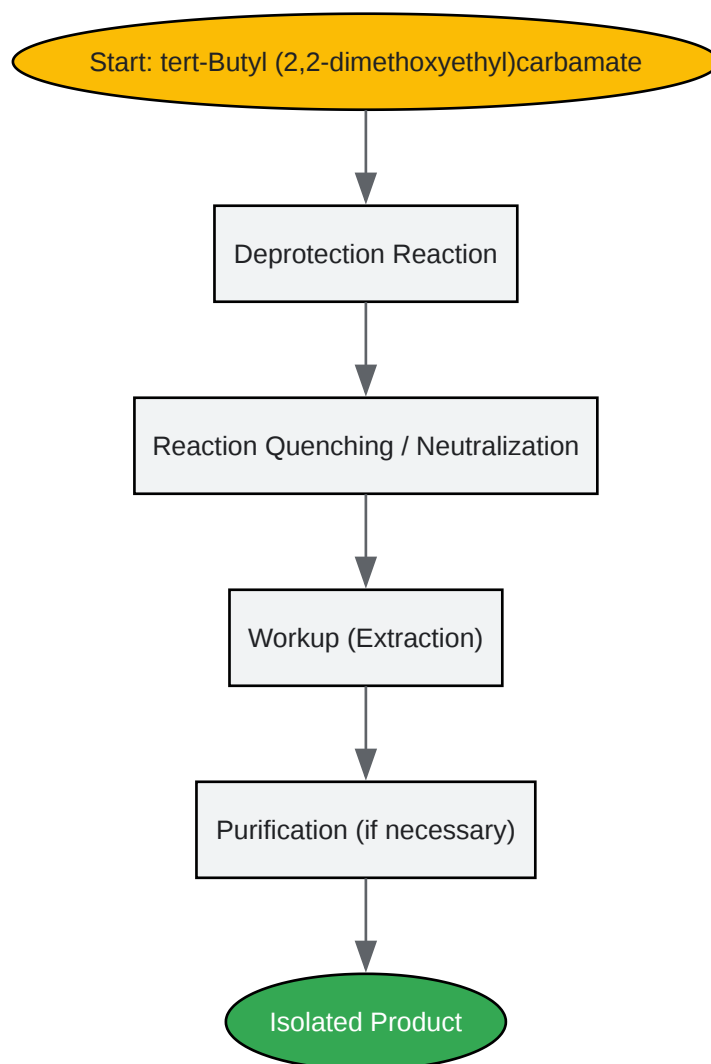 Start: tert-Butyl (2,2-dimethoxyethyl)carbamate
Deprotection Reaction
Reaction Quenching / Neutralization
Workup (Extraction)
Purification (if necessary)
Isolated Product